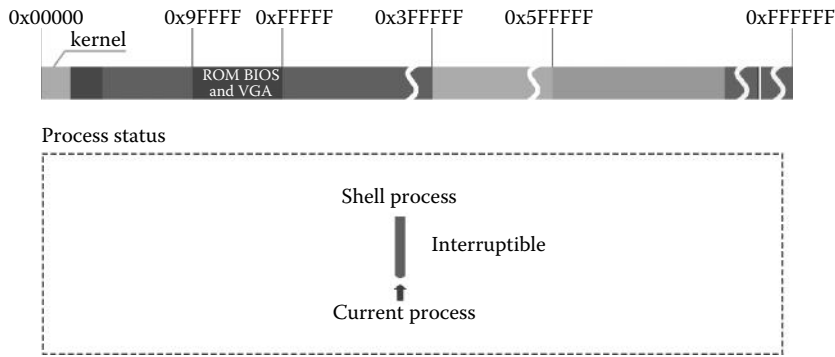 0x00000 0x9FFFF 0xFFFFF 0x3FFFFF 0x5FFFFF 0xFFFFFF
kernel
ROM BIOS
and VGA
Process status
Shell process
Interruptible
Current process